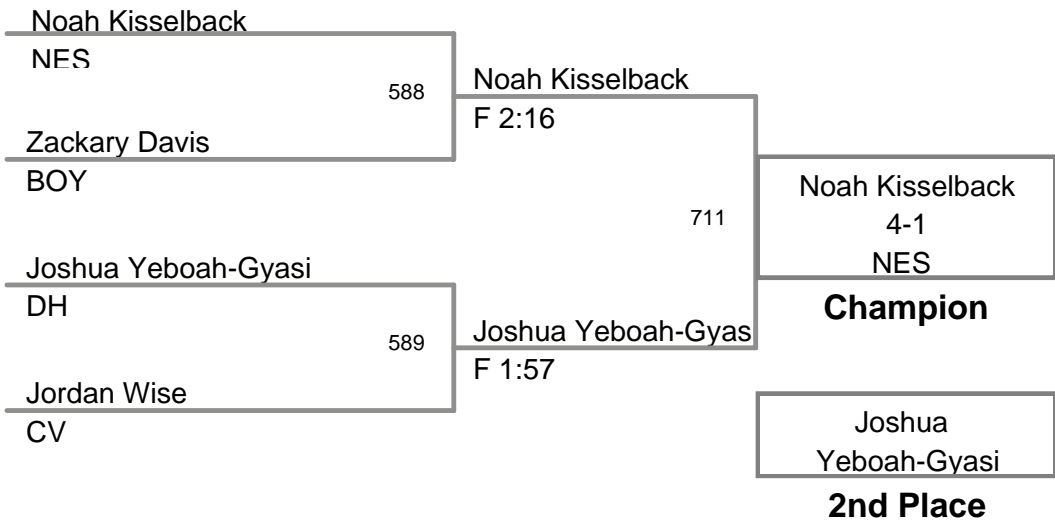 Noah Kisselback
NES
588
Zackary Davis
BOY
Noah Kisselback
F 2:16
Joshua Yeboah-Gyasi
DH
589
Jordan Wise
CV
Joshua Yeboah-Gyas
F 1:57
711
Noah Kisselback
4-1
NES
Champion
Joshua
Yeboah-Gyasi
2nd Place